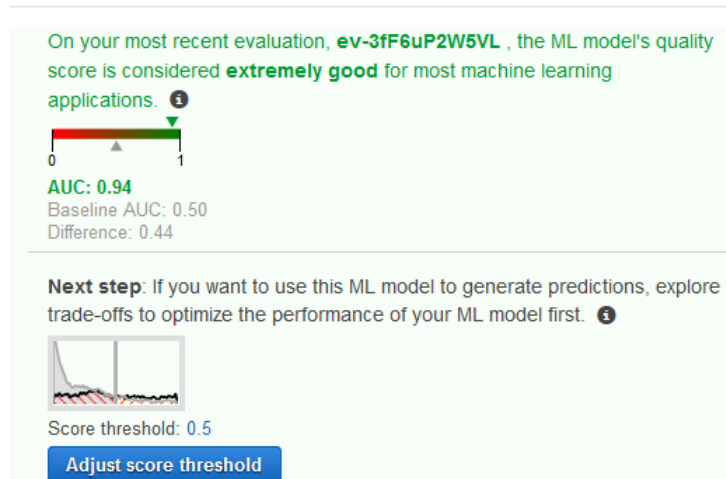 On your most recent evaluation, ev-3fF6uP2W5VL , the ML model's quality
score is considered extremely good for most machine learning
applications.
0 1
AUC: 0.94
Baseline AUC: 0.50
Difference: 0.44
Next step: If you want to use this ML model to generate predictions, explore
trade-offs to optimize the performance of your ML model first.
Score threshold: 0.5
Adjust score threshold